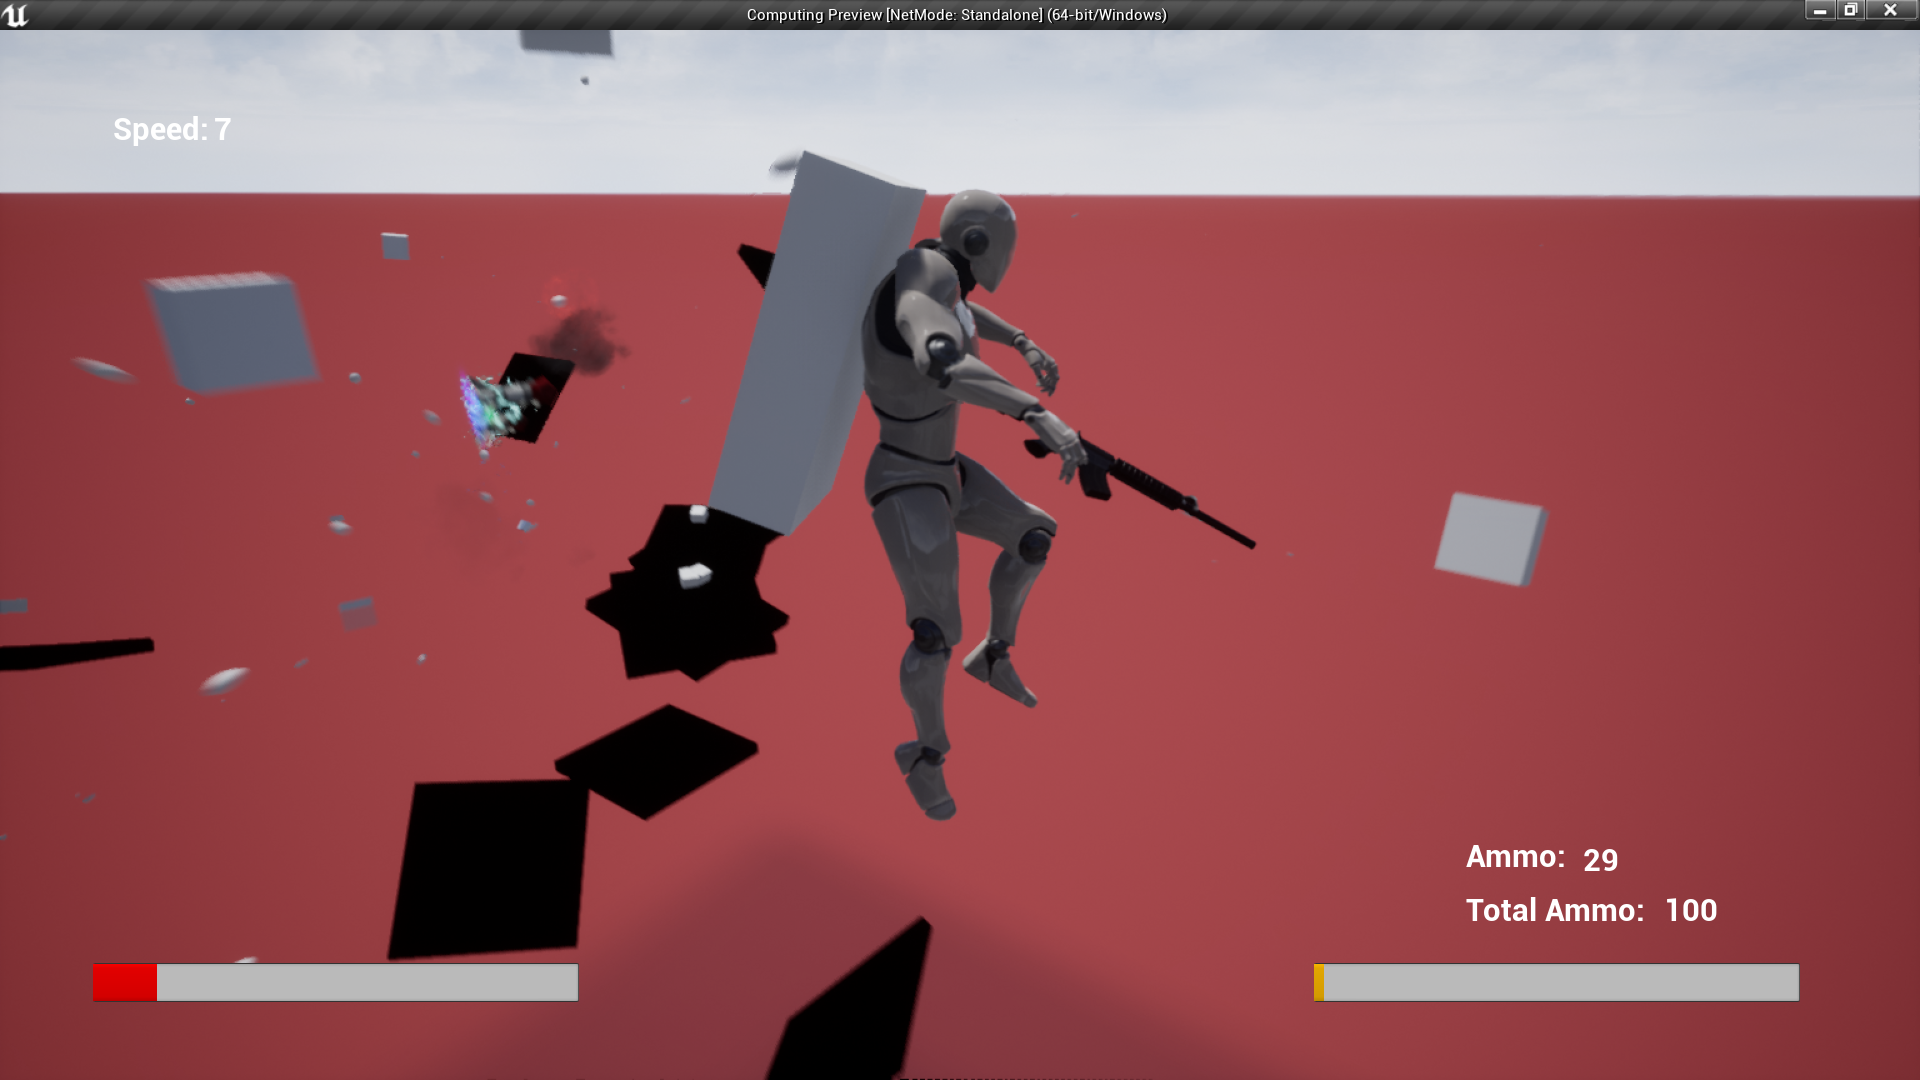 Computing Preview [NetMode: Standalone] (64-bit/Windows)
Speed: 7
Ammo: 29
Total Ammo: 100